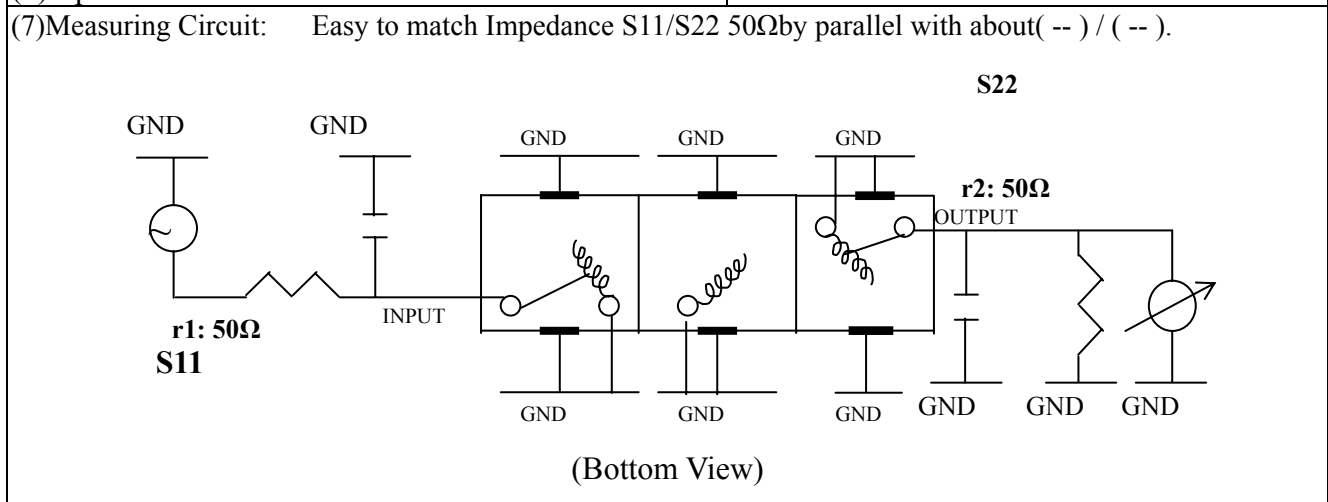 (7)Measuring Circuit: Easy to match Impedance S11/S22 50Ωby parallel with about( -- ) / ( -- ).
S22
GND GND GND GND GND
r2: 50Ω
OUTPUT
INPUT
r1: 50Ω
S11
GND GND GND GND GND GND
(Bottom View)